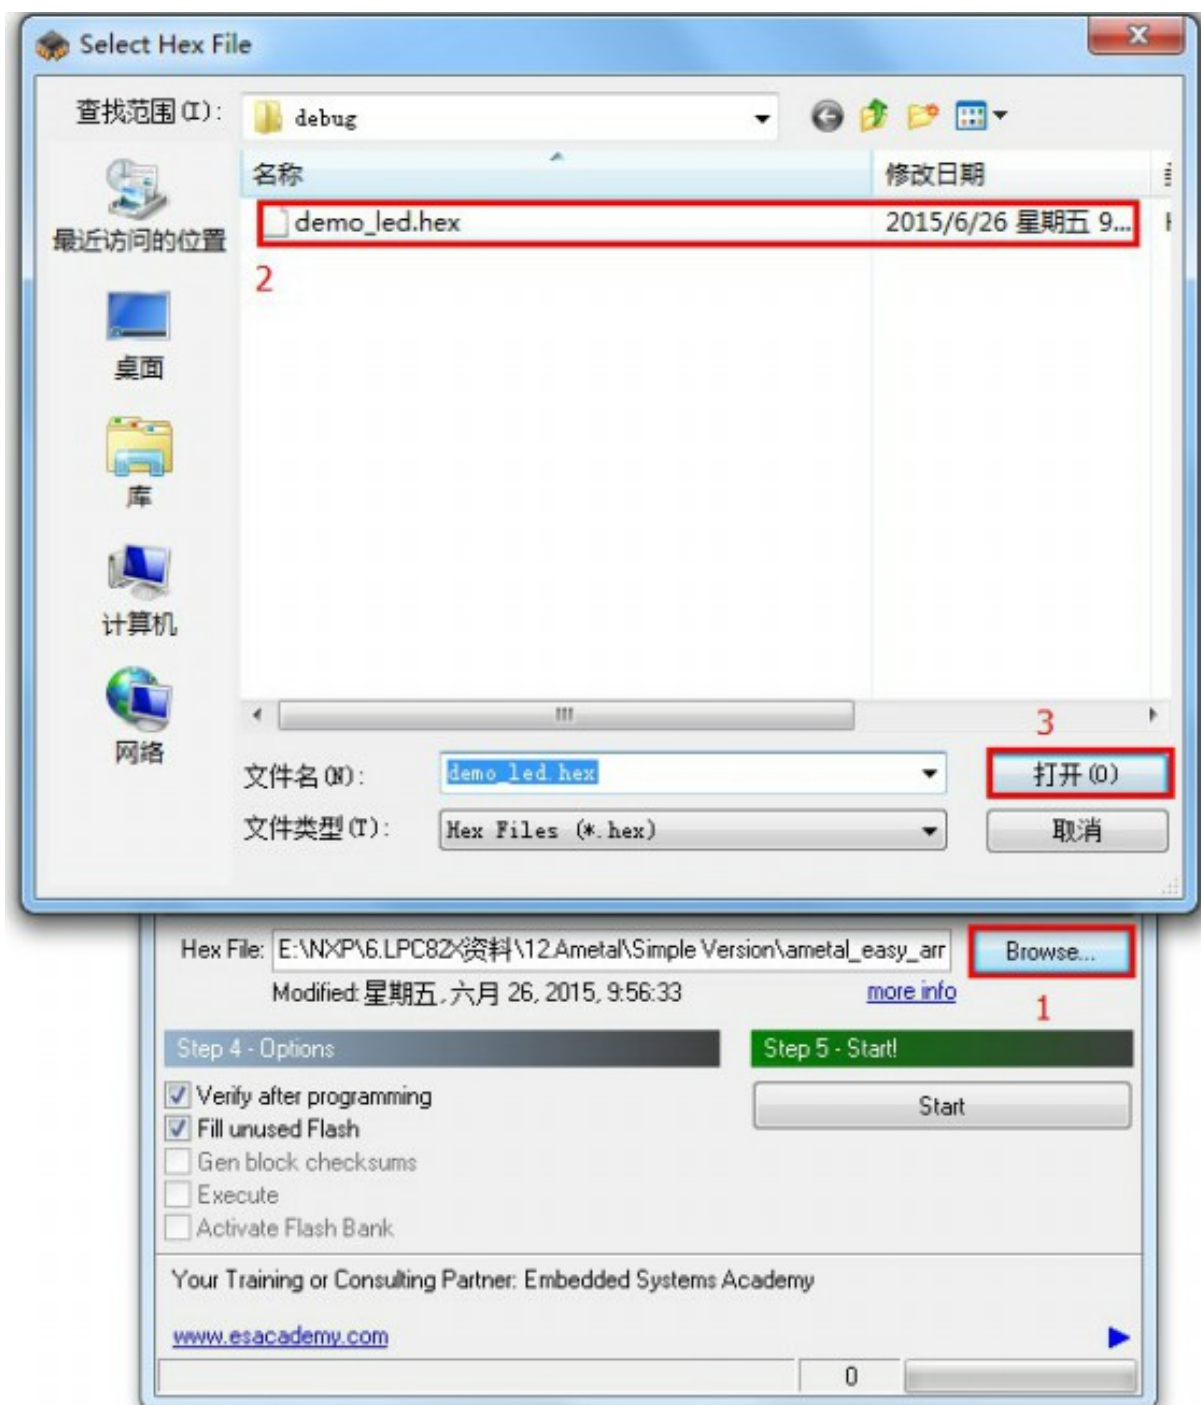 Select Hex File
查找范围(I):
debug
名称
修改日期
最近访问的位置
demo_led.hex
2015/6/26 星期五 9...
2
桌面
库
计算机
网络
3
文件名(N):
demo_led.hex
打开(O)
文件类型(T):
Hex Files (*.hex)
取消
Hex File:
E:\NXP\6.LPC82X资料\12.Ametal\Simple Version\ametal_easy_arr
Browse...
Modified: 星期五, 六月 26, 2015, 9:56:33
more info
1
Step 4 - Options
Step 5 - Start!
Verify after programming
Start
Fill unused Flash
Gen block checksums
Execute
Activate Flash Bank
Your Training or Consulting Partner: Embedded Systems Academy
www.esacademy.com
0